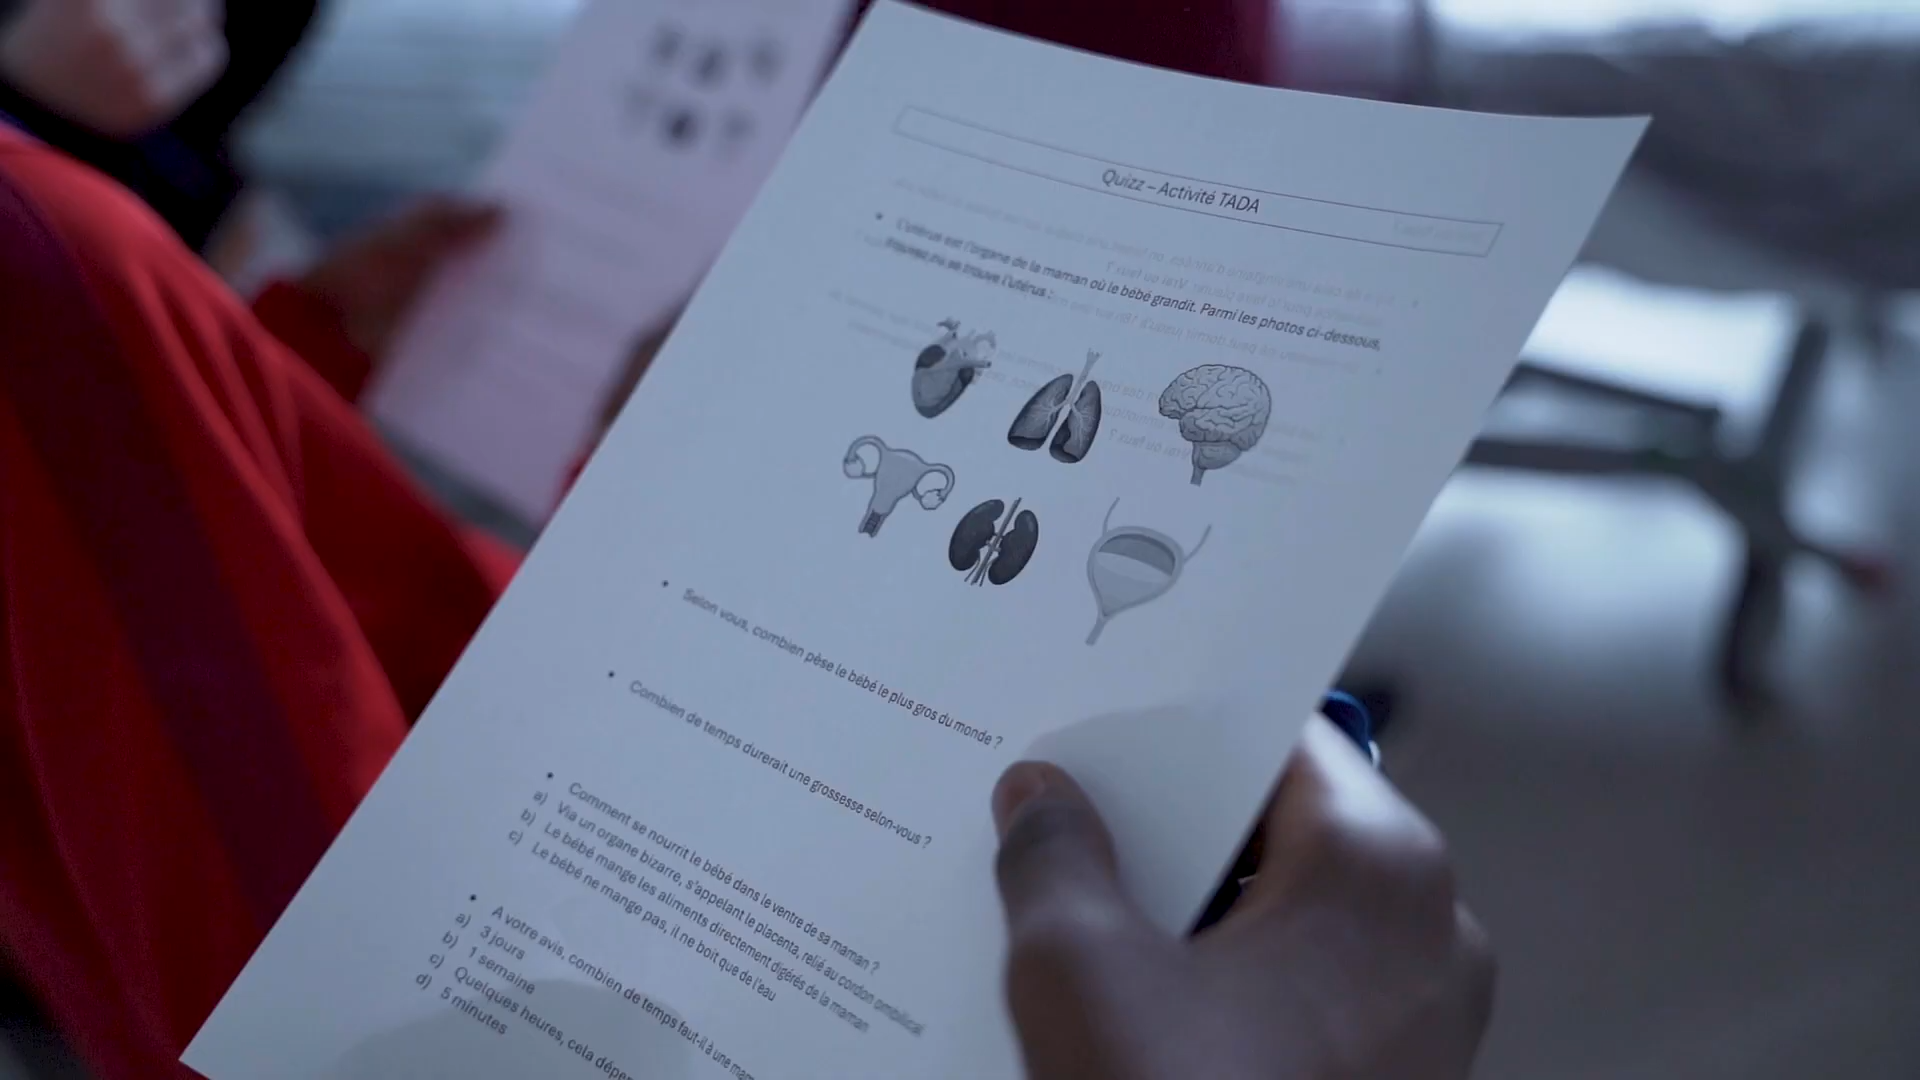 Quizz – Activité TADA
L'utérus est l'organe de la maman où le bébé grandit. Parmi les photos ci-dessous,
trouvez où se trouve l'utérus :
Selon vous, combien pèse le bébé le plus gros du monde ?
Combien de temps durerait une grossesse selon-vous ?
Comment se nourrit le bébé dans le ventre de sa maman ?
a) Via un organe bizarre, s'appelant le placenta, relié au cordon ombilical
b) Le bébé mange les aliments directement digérés de la maman
c) Le bébé ne mange pas, il ne boit que de l'eau
A votre avis, combien de temps faut-il à une
a) 3 jours
b) 1 semaine
c) Quelques heures, cela
d) 5 minutes